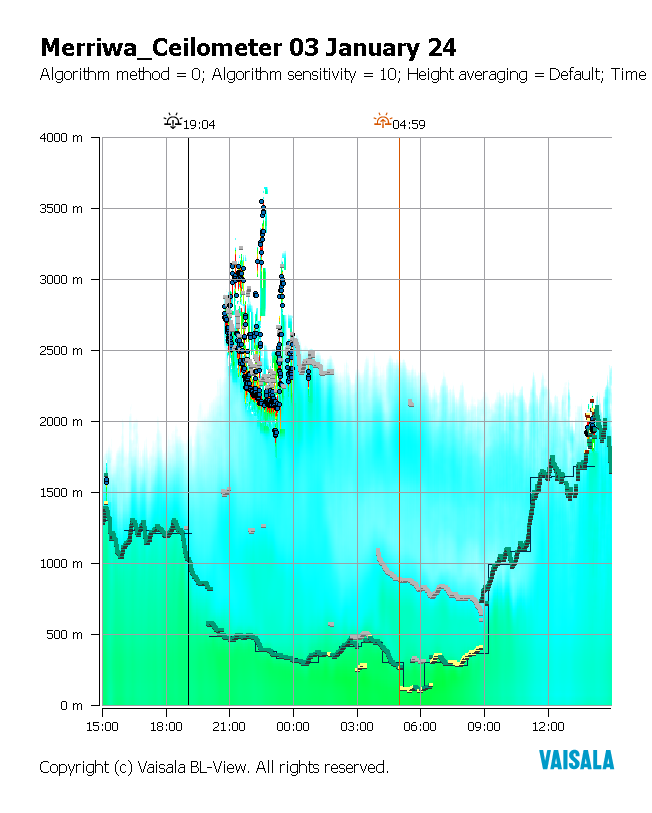 Merriwa_Ceilometer 03 January 24
Algorithm method = 0; Algorithm sensitivity = 10; Height averaging = Default; Time
19:04 04:59
4000 m
3500 m
3000 m
2500 m
2000 m
1500 m
1000 m
500 m
0 m
15:00 18:00 21:00 00:00 03:00 06:00 09:00 12:00
Copyright (c) Vaisala BL-View. All rights reserved.
VAISALA